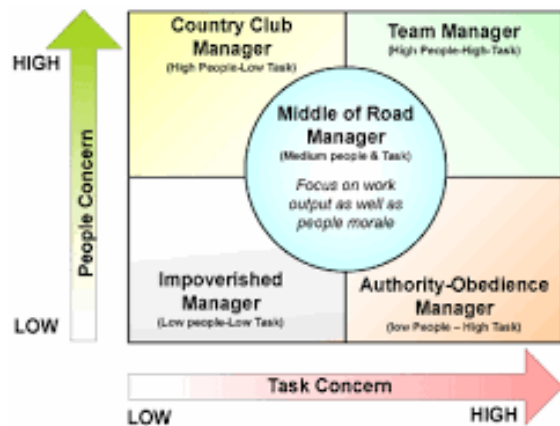 HIGH
People Concern
LOW
Country Club
Manager
(High People-Low Task)
Team Manager
(High People-High-Task)
Middle of Road
Manager
(Medium people & Task)
Focus on work
output as well as
people morale
Impoverished
Manager
(Low people-Low Task)
Authority-Obedience
Manager
(low People – High Task)
Task Concern
LOW
HIGH